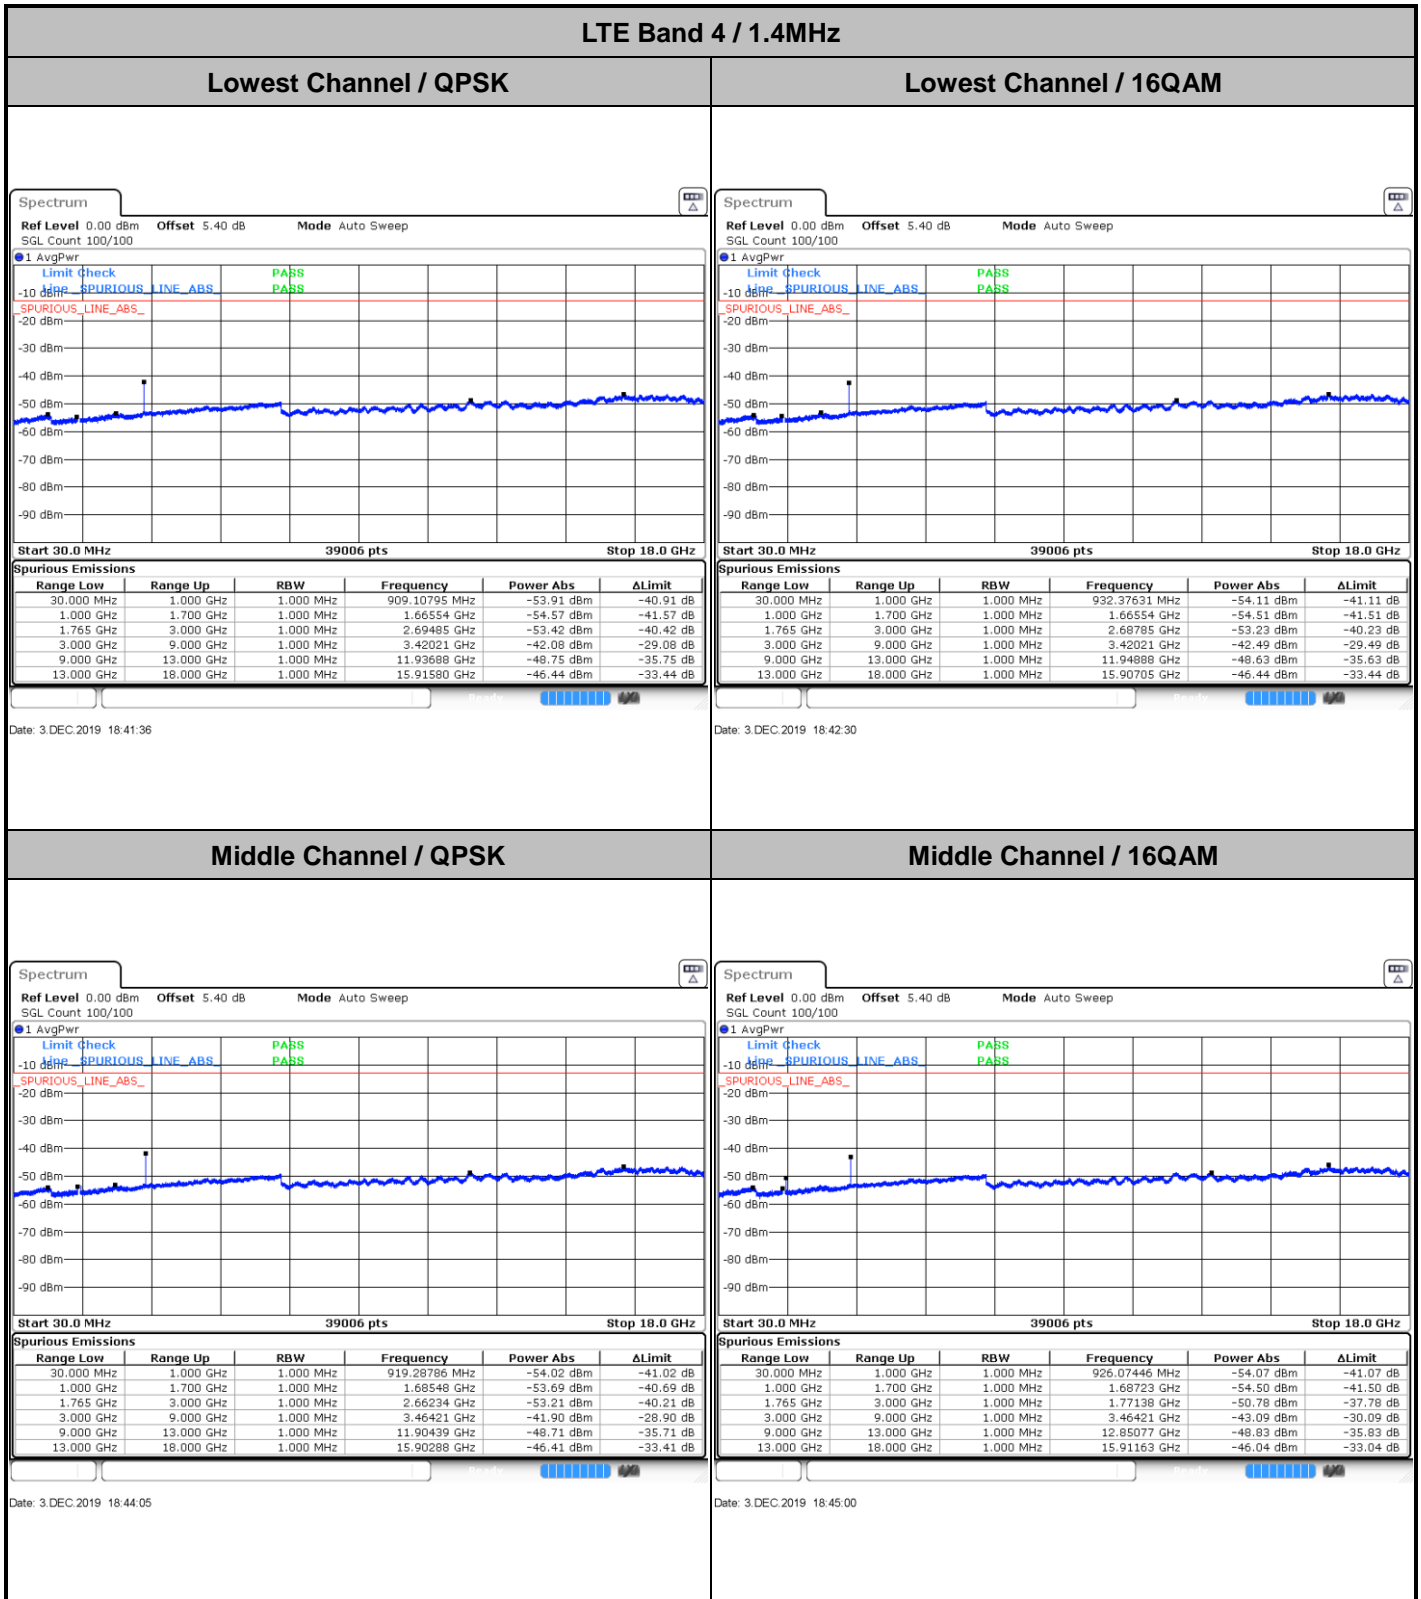 LTE Band 4 / 1.4MHz
Lowest Channel / QPSK
Lowest Channel / 16QAM
Spectrum
Ref Level 0.00 dBm Offset 5.40 dB Mode Auto Sweep
SGL Count 100/100
1 AvgPwr
Limit Check PASS
Line _SPURIOUS_LINE_ABS_ PASS
-10 dBm
_SPURIOUS_LINE_ABS_
-20 dBm
-30 dBm
-40 dBm
-50 dBm
-60 dBm
-70 dBm
-80 dBm
-90 dBm
Start 30.0 MHz 39006 pts Stop 18.0 GHz
Spurious Emissions
Range Low Range Up RBW Frequency Power Abs ΔLimit
30.000 MHz 1.000 GHz 1.000 MHz 909.10795 MHz -53.91 dBm -40.91 dB
1.000 GHz 1.700 GHz 1.000 MHz 1.66554 GHz -54.57 dBm -41.57 dB
1.765 GHz 3.000 GHz 1.000 MHz 2.69485 GHz -53.42 dBm -40.42 dB
3.000 GHz 9.000 GHz 1.000 MHz 3.42021 GHz -42.08 dBm -29.08 dB
9.000 GHz 13.000 GHz 1.000 MHz 11.93688 GHz -48.75 dBm -35.75 dB
13.000 GHz 18.000 GHz 1.000 MHz 15.91580 GHz -46.44 dBm -33.44 dB
Date: 3.DEC.2019 18:41:36
Spectrum
Ref Level 0.00 dBm Offset 5.40 dB Mode Auto Sweep
SGL Count 100/100
1 AvgPwr
Limit Check PASS
Line _SPURIOUS_LINE_ABS_ PASS
-10 dBm
_SPURIOUS_LINE_ABS_
-20 dBm
-30 dBm
-40 dBm
-50 dBm
-60 dBm
-70 dBm
-80 dBm
-90 dBm
Start 30.0 MHz 39006 pts Stop 18.0 GHz
Spurious Emissions
Range Low Range Up RBW Frequency Power Abs ΔLimit
30.000 MHz 1.000 GHz 1.000 MHz 932.37631 MHz -54.11 dBm -41.11 dB
1.000 GHz 1.700 GHz 1.000 MHz 1.66554 GHz -54.51 dBm -41.51 dB
1.765 GHz 3.000 GHz 1.000 MHz 2.68785 GHz -53.23 dBm -40.23 dB
3.000 GHz 9.000 GHz 1.000 MHz 3.42021 GHz -42.49 dBm -29.49 dB
9.000 GHz 13.000 GHz 1.000 MHz 11.94888 GHz -48.63 dBm -35.63 dB
13.000 GHz 18.000 GHz 1.000 MHz 15.90705 GHz -46.44 dBm -33.44 dB
Ready
Date: 3.DEC.2019 18:42:30
Middle Channel / QPSK
Middle Channel / 16QAM
Spectrum
Ref Level 0.00 dBm Offset 5.40 dB Mode Auto Sweep
SGL Count 100/100
1 AvgPwr
Limit Check PASS
Line _SPURIOUS_LINE_ABS_ PASS
-10 dBm
_SPURIOUS_LINE_ABS_
-20 dBm
-30 dBm
-40 dBm
-50 dBm
-60 dBm
-70 dBm
-80 dBm
-90 dBm
Start 30.0 MHz 39006 pts Stop 18.0 GHz
Spurious Emissions
Range Low Range Up RBW Frequency Power Abs ΔLimit
30.000 MHz 1.000 GHz 1.000 MHz 919.28786 MHz -54.02 dBm -41.02 dB
1.000 GHz 1.700 GHz 1.000 MHz 1.68548 GHz -53.69 dBm -40.69 dB
1.765 GHz 3.000 GHz 1.000 MHz 2.66234 GHz -53.21 dBm -40.21 dB
3.000 GHz 9.000 GHz 1.000 MHz 3.46421 GHz -41.90 dBm -28.90 dB
9.000 GHz 13.000 GHz 1.000 MHz 11.90439 GHz -48.71 dBm -35.71 dB
13.000 GHz 18.000 GHz 1.000 MHz 15.90288 GHz -46.41 dBm -33.41 dB
Ready
Date: 3.DEC.2019 18:44:05
Spectrum
Ref Level 0.00 dBm Offset 5.40 dB Mode Auto Sweep
SGL Count 100/100
1 AvgPwr
Limit Check PASS
Line _SPURIOUS_LINE_ABS_ PASS
-10 dBm
_SPURIOUS_LINE_ABS_
-20 dBm
-30 dBm
-40 dBm
-50 dBm
-60 dBm
-70 dBm
-80 dBm
-90 dBm
Start 30.0 MHz 39006 pts Stop 18.0 GHz
Spurious Emissions
Range Low Range Up RBW Frequency Power Abs ΔLimit
30.000 MHz 1.000 GHz 1.000 MHz 926.07446 MHz -54.07 dBm -41.07 dB
1.000 GHz 1.700 GHz 1.000 MHz 1.68723 GHz -54.50 dBm -41.50 dB
1.765 GHz 3.000 GHz 1.000 MHz 1.77138 GHz -50.78 dBm -37.78 dB
3.000 GHz 9.000 GHz 1.000 MHz 3.46421 GHz -43.09 dBm -30.09 dB
9.000 GHz 13.000 GHz 1.000 MHz 12.85077 GHz -48.83 dBm -35.83 dB
13.000 GHz 18.000 GHz 1.000 MHz 15.91163 GHz -46.04 dBm -33.04 dB
Date: 3.DEC.2019 18:45:00